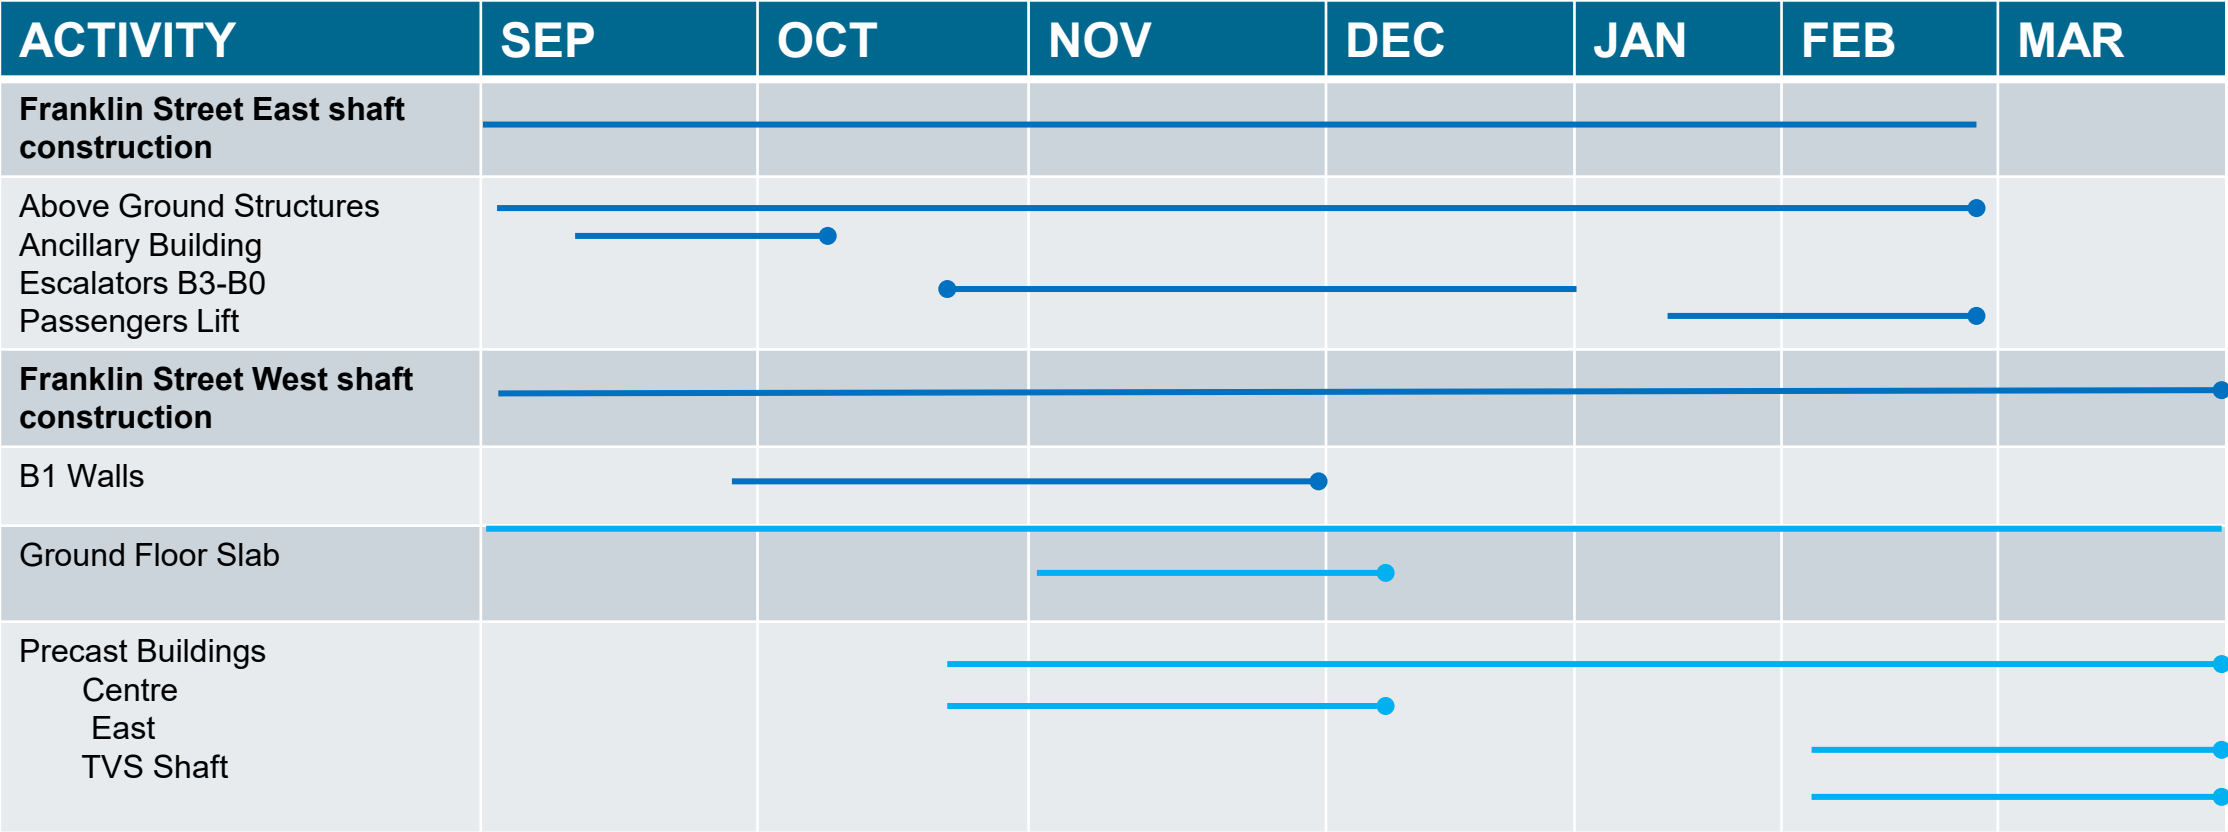 ACTIVITY SEP OCT NOV DEC JAN FEB MAR
Franklin Street East shaft
construction
Above Ground Structures
Ancillary Building
Escalators B3-B0
Passengers Lift
Franklin Street West shaft
construction
B1 Walls
Ground Floor Slab
Precast Buildings
Centre
East
TVS Shaft